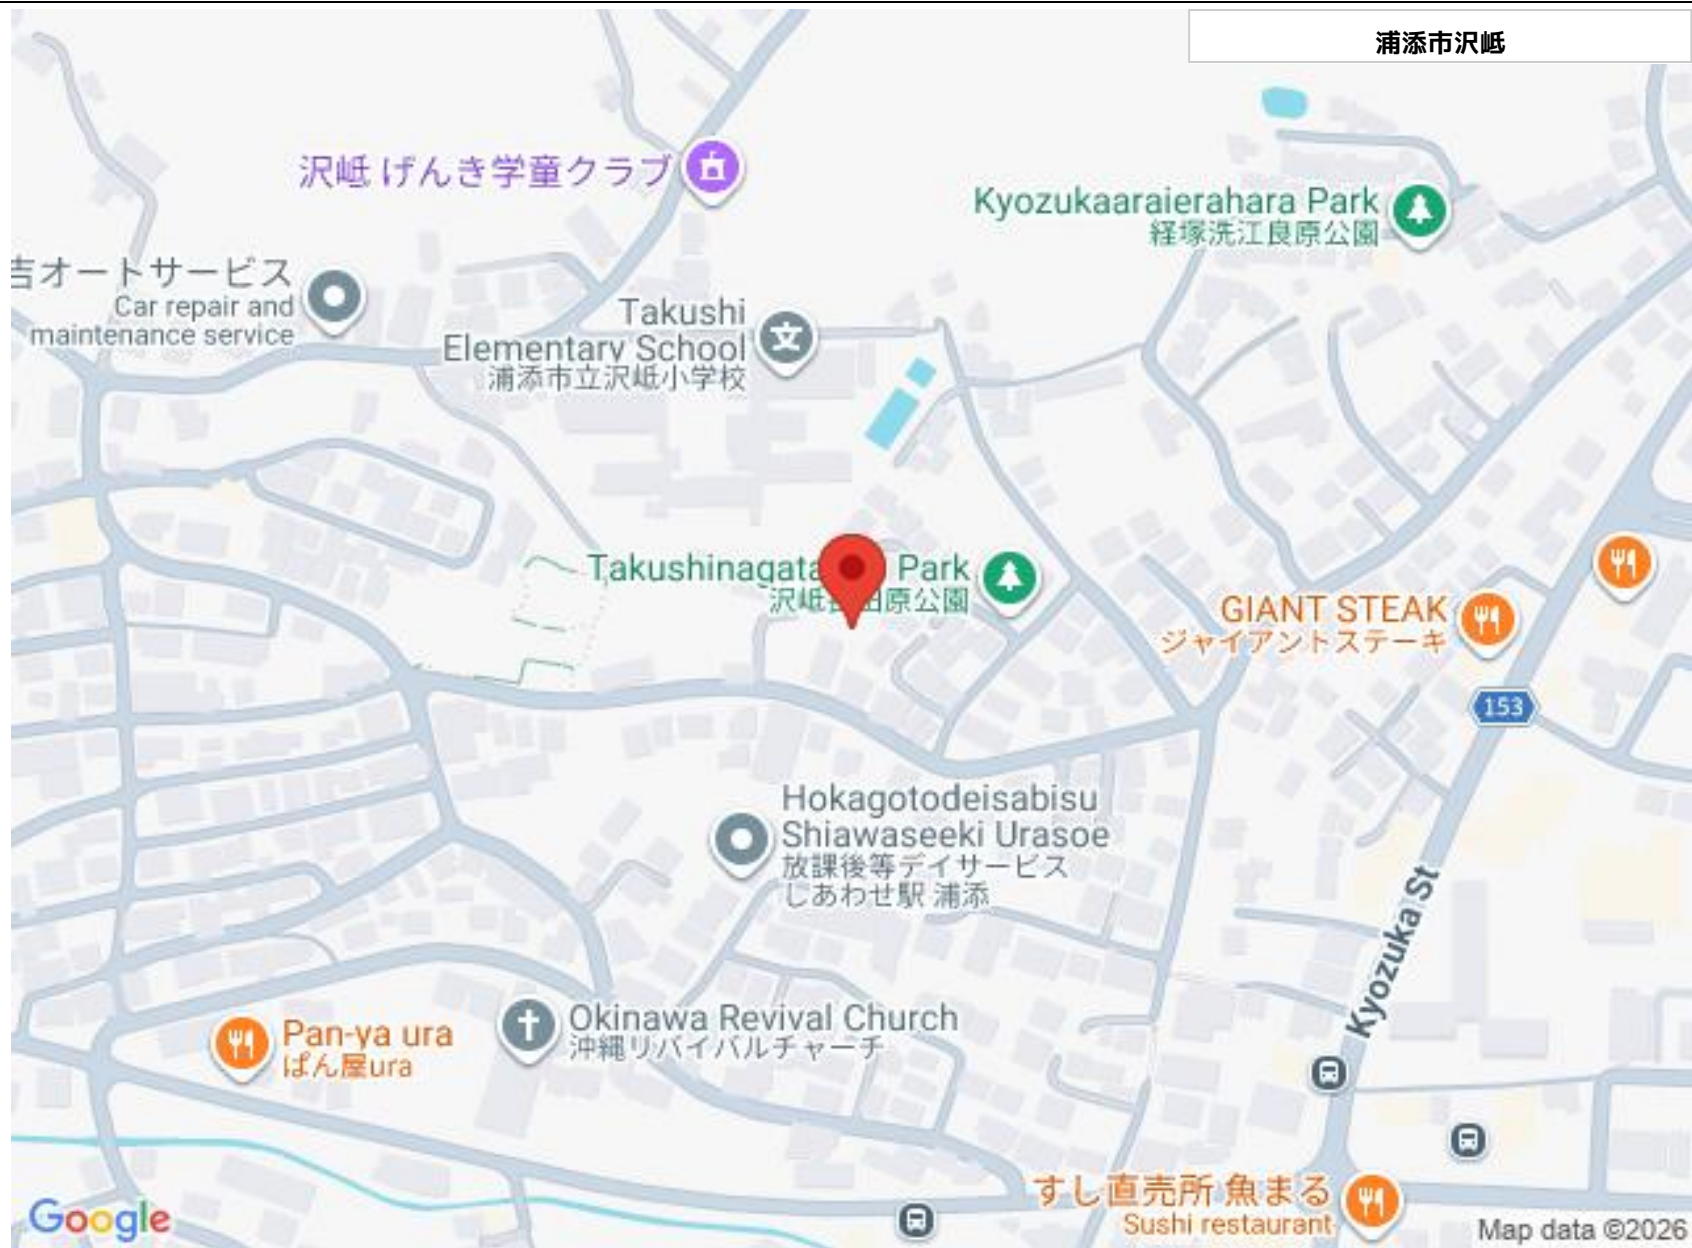 浦添市沢岻
沢岻 げんき学童クラブ
Kyozukaaraierahara Park
経塚洗江良原公園
吉オートサービス
Car repair and
maintenance service
Takushi
Elementary School
浦添市立沢岻小学校
Takushinagata Park
沢岻 田原公園
GIANT STEAK
ジャイアントステーキ
153
Hokagotodeisabisu
Shiawaseeki Urasoe
放課後等デイサービス
しあわせ駅 浦添
Kyozuka St
Okinawa Revival Church
沖縄リバイバルチャーチ
Pan-ya ura
ぱん屋ura
すし直売所 魚まる
Sushi restaurant
Google
Map data ©2026